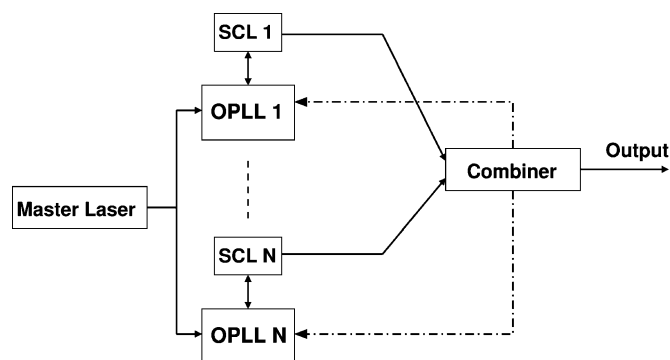 SCL 1
OPLL 1
Combiner
Output
Master Laser
SCL N
OPLL N